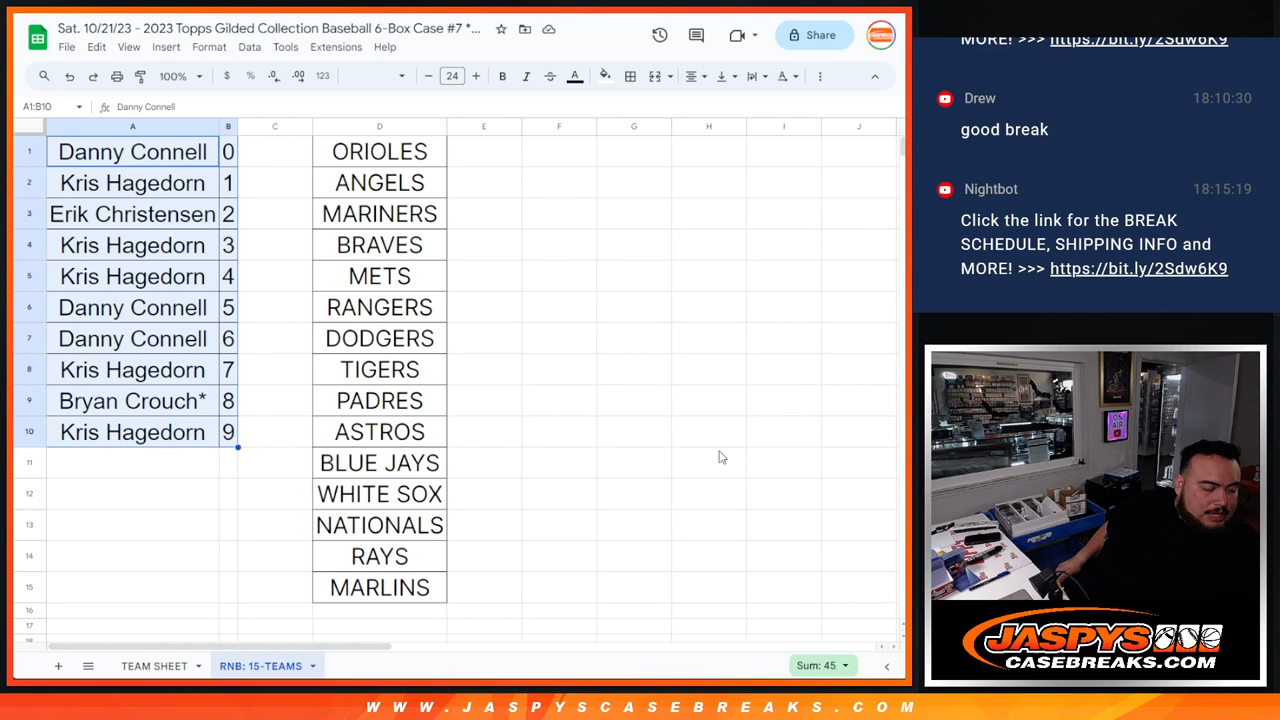 Sat. 10/21/23 - 2023 Topps Gilded Collection Baseball 6-Box Case #7 *...
File Edit View Insert Format Data Tools Extensions Help
Share
100% $ % .0 .00 123 24 B I A
A1:B10 fx Danny Connell
A B C D E F G H I J
1 Danny Connell 0 ORIOLES
2 Kris Hagedorn 1 ANGELS
3 Erik Christensen 2 MARINERS
4 Kris Hagedorn 3 BRAVES
5 Kris Hagedorn 4 METS
6 Danny Connell 5 RANGERS
7 Danny Connell 6 DODGERS
8 Kris Hagedorn 7 TIGERS
9 Bryan Crouch* 8 PADRES
10 Kris Hagedorn 9 ASTROS
11 BLUE JAYS
12 WHITE SOX
13 NATIONALS
14 RAYS
15 MARLINS
16
17
18
TEAM SHEET RNB: 15-TEAMS Sum: 45
MORE! >>> https://bit.ly/2Sdw6K9
Drew 18:10:30
good break
Nightbot 18:15:19
Click the link for the BREAK
SCHEDULE, SHIPPING INFO and
MORE! >>> https://bit.ly/2Sdw6K9
ON
AIR
JASPYS
CASEBREAKS.COM
WWW.JASPYSCASEBREAKS.COM